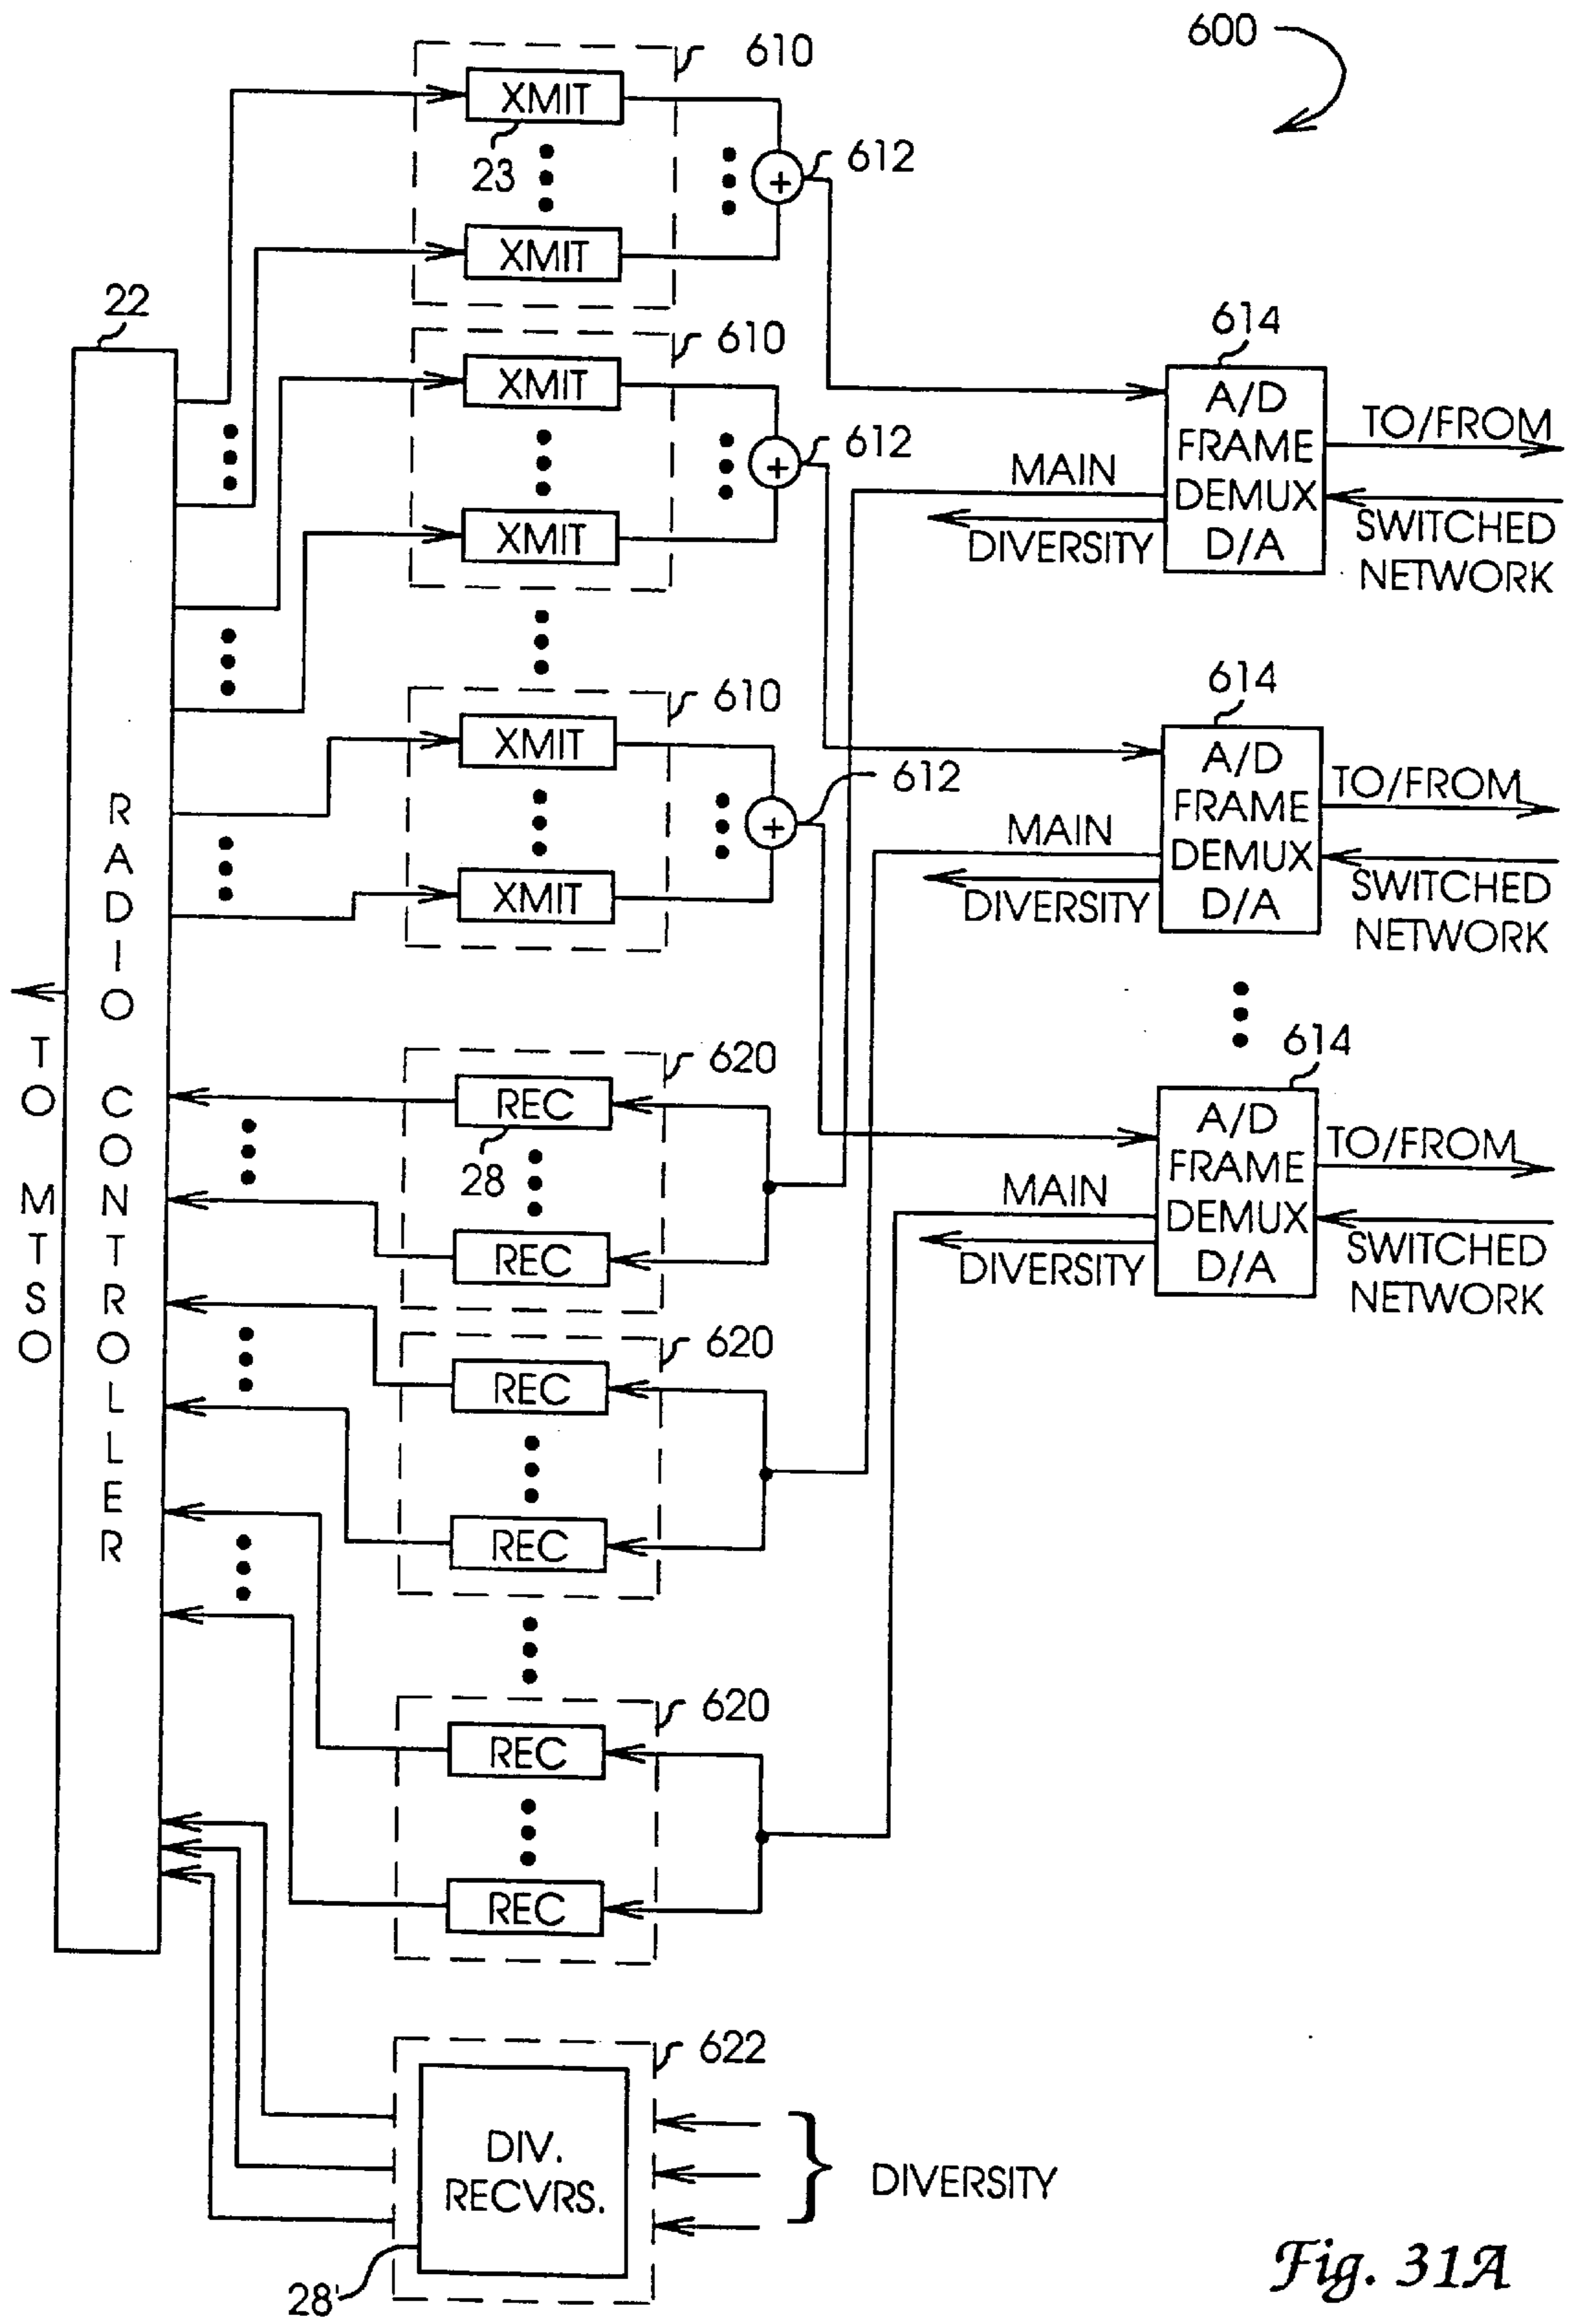 600
610
XMIT
23
612
XMIT
22
610
XMIT
612
XMIT
614
A/D
FRAME
DEMUX
D/A
TO/FROM
SWITCHED
NETWORK
MAIN
DIVERSITY
610
XMIT
612
XMIT
614
A/D
FRAME
DEMUX
D/A
TO/FROM
SWITCHED
NETWORK
MAIN
DIVERSITY
RADIO CONTROLLER
TO MTSO
620
REC
28
REC
614
A/D
FRAME
DEMUX
D/A
TO/FROM
SWITCHED
NETWORK
MAIN
DIVERSITY
620
REC
REC
620
REC
REC
622
DIV.
RECVRS.
28'
DIVERSITY
Fig. 31A